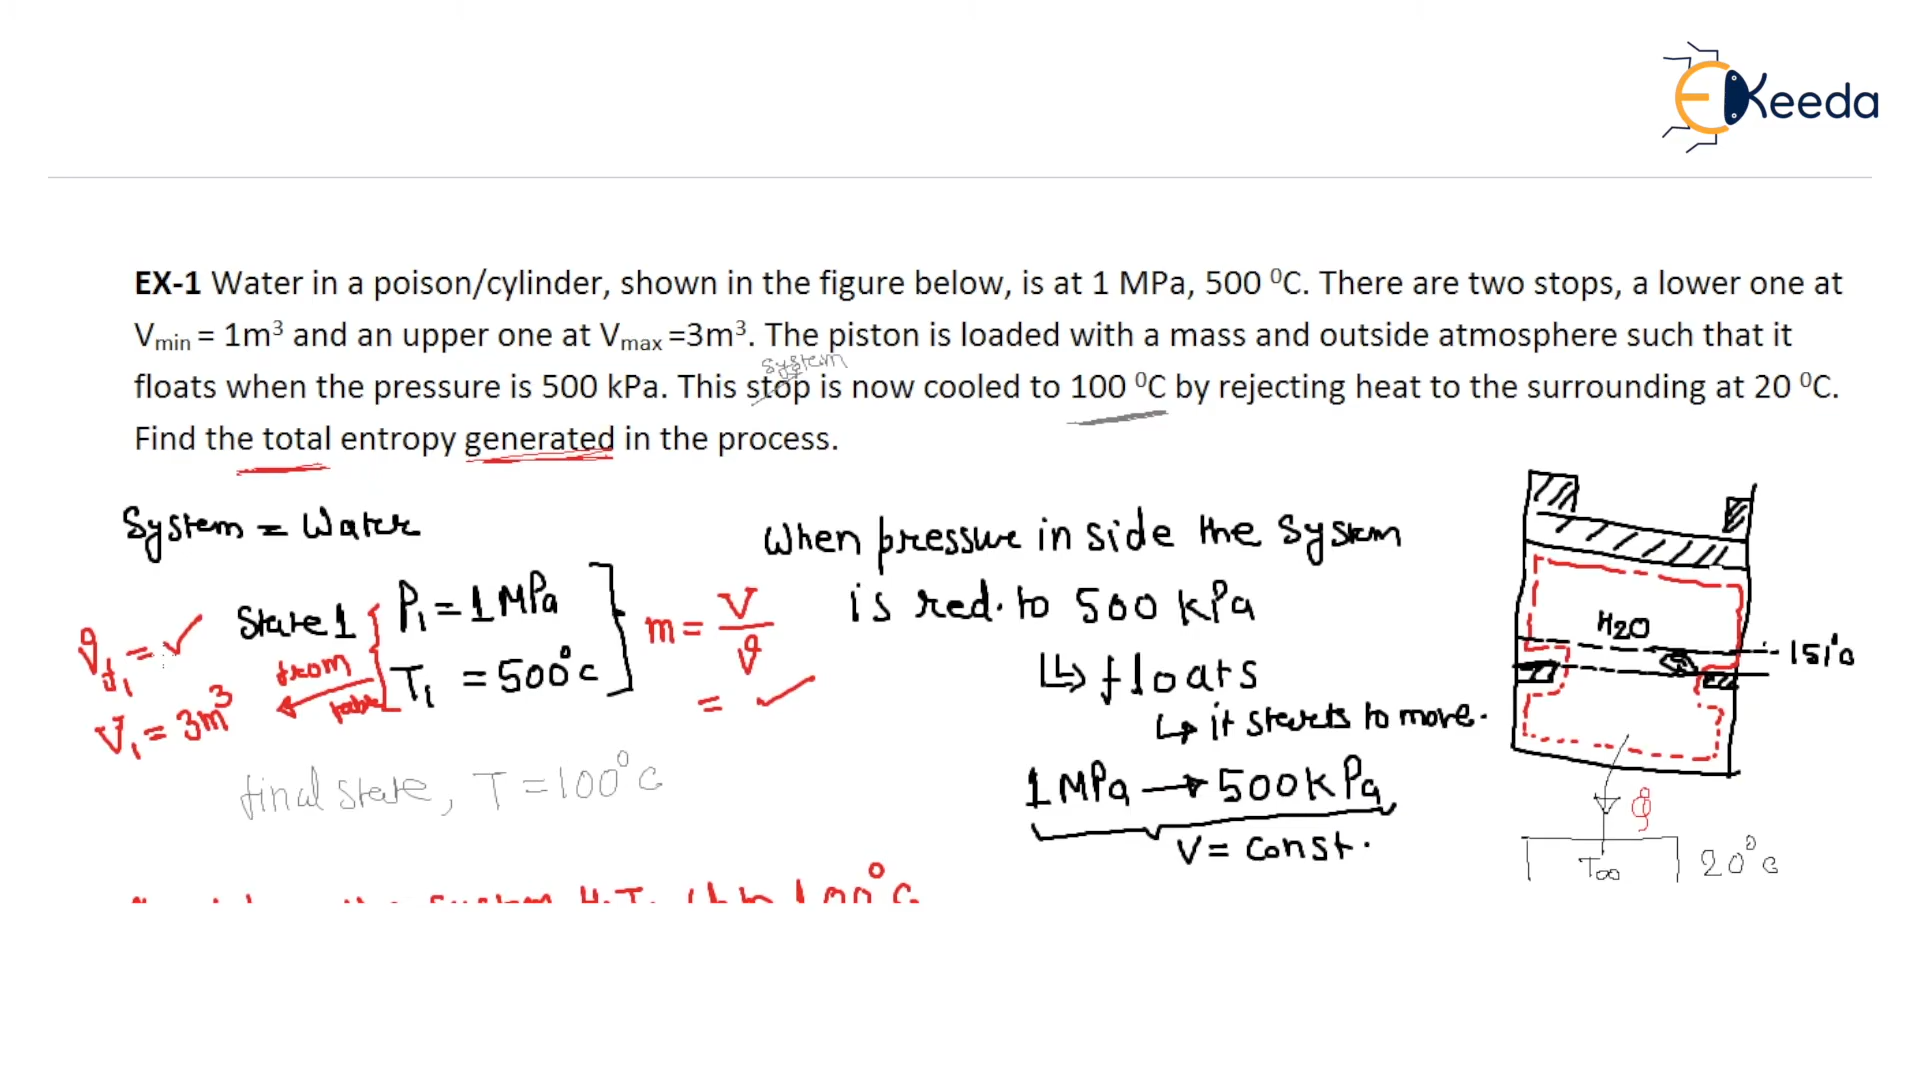 EKeeda
EX-1 Water in a poison/cylinder, shown in the figure below, is at 1 MPa, 500 ⁰C. There are two stops, a lower one at
Vmin = 1m³ and an upper one at Vmax =3m³. The piston is loaded with a mass and outside atmosphere such that it
system
floats when the pressure is 500 kPa. This stop is now cooled to 100 ⁰C by rejecting heat to the surrounding at 20 ⁰C.
Find the total entropy generated in the process.
System = Water
State 1
P₁ = 1 MPa
T₁ = 500°C
m = V/ϑ
= ✓
ϑ₁ = ✓
from table
V₁ = 3m³
final state, T = 100°C
When pressure in side the system
is red. to 500 kPa
↳ floats
↳ it starts to move.
1 MPa → 500 kPa
V = const.
H2O
T∞
20°C
100°C